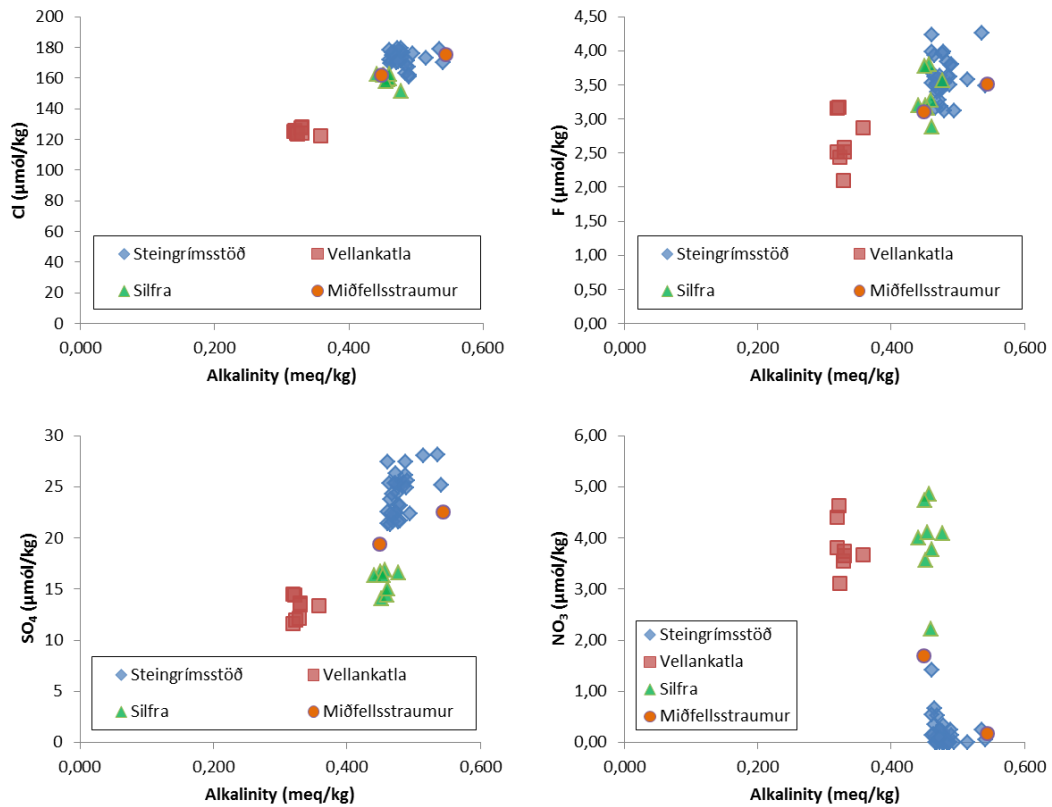 Cl (µmól/kg)
200
180
160
140
120
100
80
60
40
20
0
Steingrímsstöð Vellankatla
Silfra Miðfellsstraumur
0,000 0,200 0,400 0,600
Alkalinity (meq/kg)
F (µmól/kg)
4,50
4,00
3,50
3,00
2,50
2,00
1,50
1,00
0,50
0,00
Steingrímsstöð Vellankatla
Silfra Miðfellsstraumur
0,000 0,200 0,400 0,600
Alkalinity (meq/kg)
SO4 (µmól/kg)
30
25
20
15
10
5
0
Steingrímsstöð Vellankatla
Silfra Miðfellsstraumur
0,000 0,200 0,400 0,600
Alkalinity (meq/kg)
NO3 (µmól/kg)
6,00
5,00
4,00
3,00
2,00
1,00
0,00
Steingrímsstöð
Vellankatla
Silfra
Miðfellsstraumur
0,000 0,200 0,400 0,600
Alkalinity (meq/kg)